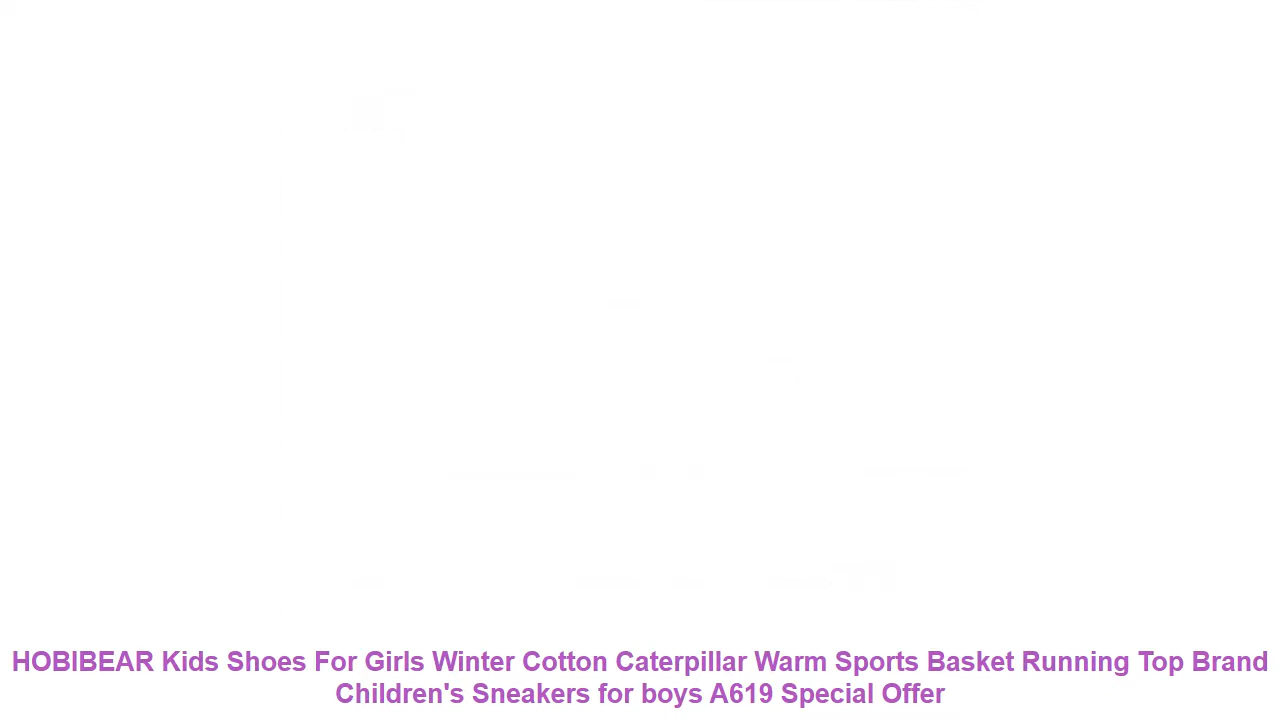 HOBIBEAR Kids Shoes For Girls Winter Cotton Caterpillar Warm Sports Basket Running Top Brand
Children's Sneakers for boys A619 Special Offer